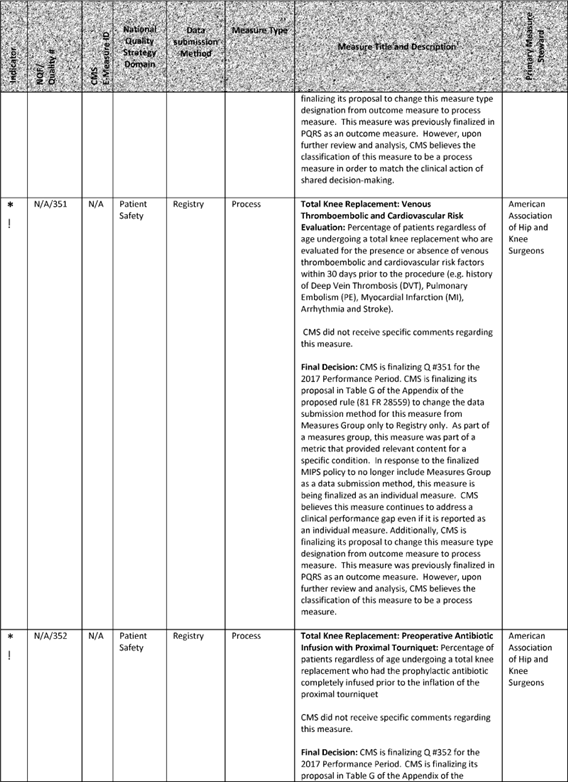 Indicator
NQF/
Quality #
CMS
E-Measure ID
National
Quality
Strategy
Domain
Data
submission
Method
Measure Type
Measure Title and Description
Primary Measure
Steward
finalizing its proposal to change this measure type
designation from outcome measure to process
measure.  This measure was previously finalized in
PQRS as an outcome measure.  However, upon
further review and analysis, CMS believes the
classification of this measure to be a process
measure in order to match the clinical action of
shared decision-making.
*
!
N/A/351
N/A
Patient
Safety
Registry
Process
Total Knee Replacement: Venous
Thromboembolic and Cardiovascular Risk
Evaluation: Percentage of patients regardless of
age undergoing a total knee replacement who are
evaluated for the presence or absence of venous
thromboembolic and cardiovascular risk factors
within 30 days prior to the procedure (e.g. history
of Deep Vein Thrombosis (DVT), Pulmonary
Embolism (PE), Myocardial Infarction (MI),
Arrhythmia and Stroke).
CMS did not receive specific comments regarding
this measure.
Final Decision: CMS is finalizing Q #351 for the
2017 Performance Period. CMS is finalizing its
proposal in Table G of the Appendix of the
proposed rule (81 FR 28559) to change the data
submission method for this measure from
Measures Group only to Registry only.  As part of
a measures group, this measure was part of a
metric that provided relevant content for a
specific condition.  In response to the finalized
MIPS policy to no longer include Measures Group
as a data submission method, this measure is
being finalized as an individual measure.  CMS
believes this measure continues to address a
clinical performance gap even if it is reported as
an individual measure. Additionally, CMS is
finalizing its proposal to change this measure type
designation from outcome measure to process
measure.  This measure was previously finalized in
PQRS as an outcome measure.  However, upon
further review and analysis, CMS believes the
classification of this measure to be a process
measure.
American
Association
of Hip and
Knee
Surgeons
*
!
N/A/352
N/A
Patient
Safety
Registry
Process
Total Knee Replacement: Preoperative Antibiotic
Infusion with Proximal Tourniquet: Percentage of
patients regardless of age undergoing a total knee
replacement who had the prophylactic antibiotic
completely infused prior to the inflation of the
proximal tourniquet
CMS did not receive specific comments regarding
this measure.
Final Decision: CMS is finalizing Q #352 for the
2017 Performance Period. CMS is finalizing its
proposal in Table G of the Appendix of the
American
Association
of Hip and
Knee
Surgeons